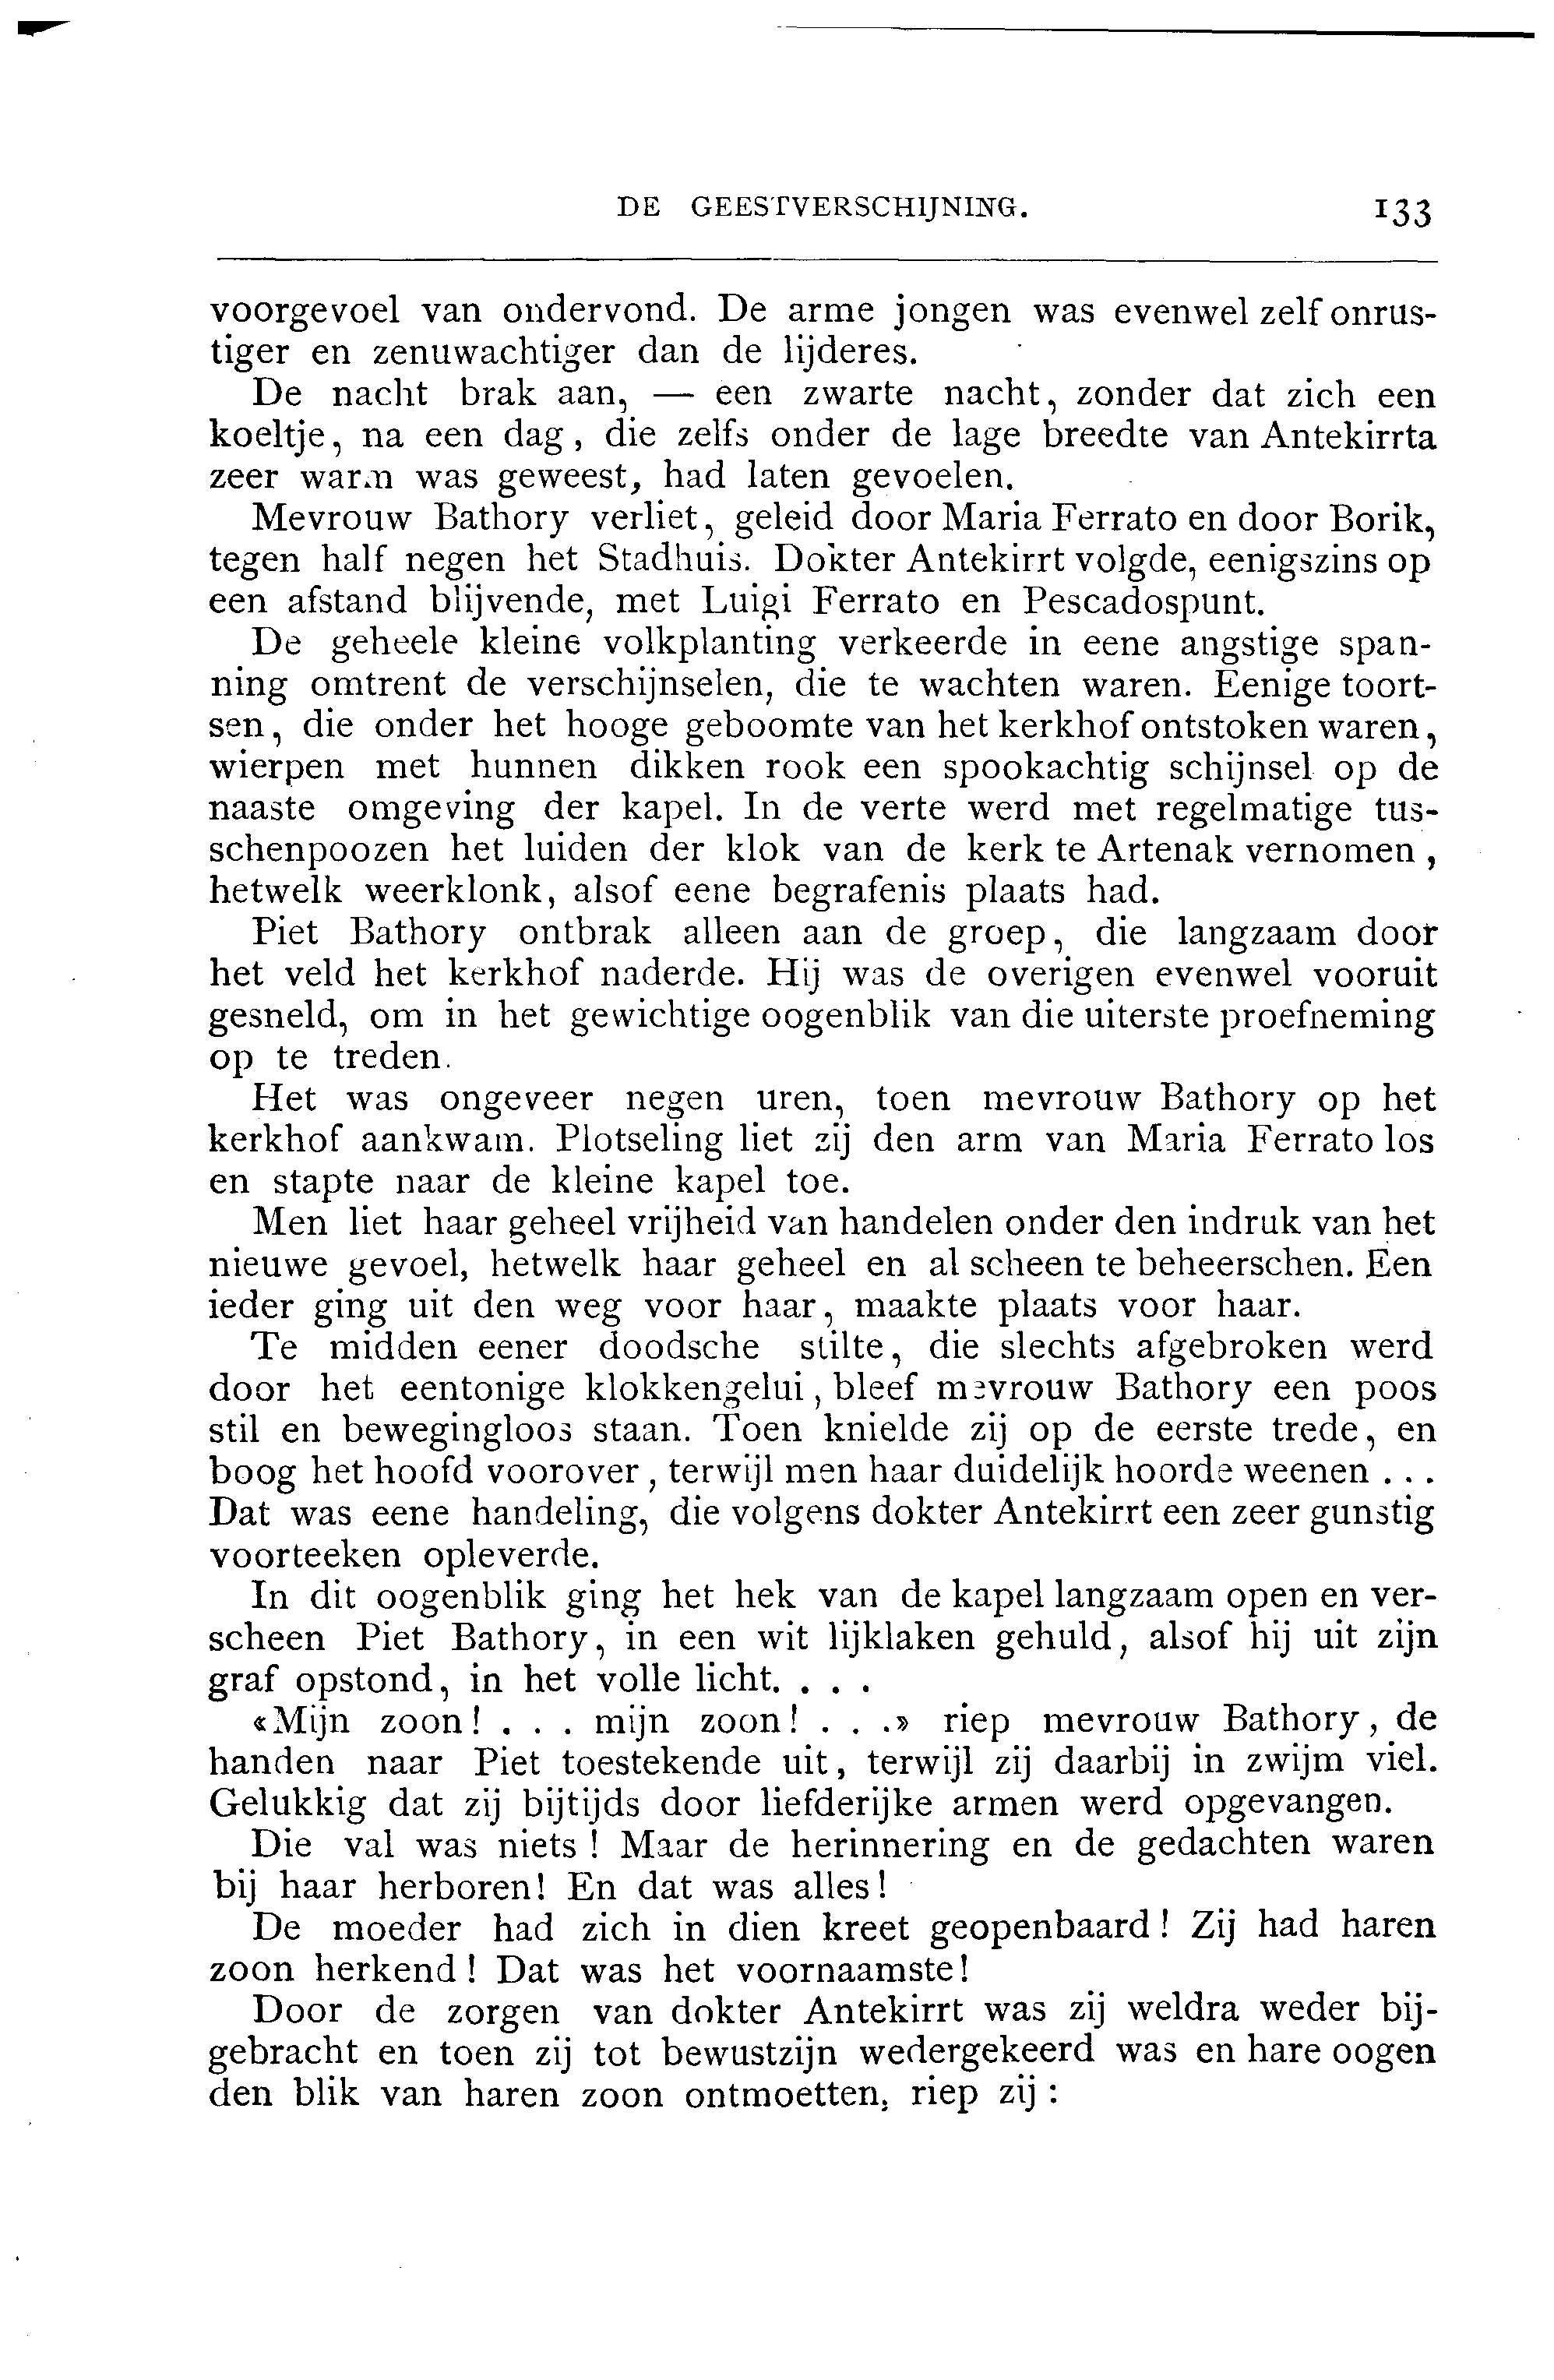 DE GEESTVERSCHIJNING. 133
voorgevoel van ondervond. De arme jongen was evenwel zelf onrus-
tiger en zenuwachtiger dan de lijderes.
De nacht brak aan, — een zwarte nacht, zonder dat zich een
koeltje, na een dag, die zelfs onder de lage breedte van Antekirrta
zeer warm was geweest, had laten gevoelen.
Mevrouw Bathory verliet, geleid door Maria Ferrato en door Borik,
tegen half negen het Stadhuis. Dokter Antekirrt volgde, eenigszins op
een afstand blijvende, met Luigi Ferrato en Pescadospunt.
De geheele kleine volkplanting verkeerde in eene angstige span-
ning omtrent de verschijnselen, die te wachten waren. Eenige toort-
sen, die onder het hooge geboomte van het kerkhof ontstoken waren,
wierpen met hunnen dikken rook een spookachtig schijnsel op de
naaste omgeving der kapel. In de verte werd met regelmatige tus-
schenpoozen het luiden der klok van de kerk te Artenak vernomen,
hetwelk weerklonk, alsof eene begrafenis plaats had.
Piet Bathory ontbrak alleen aan de groep, die langzaam door
het veld het kerkhof naderde. Hij was de overigen evenwel vooruit
gesneld, om in het gewichtige oogenblik van die uiterste proefneming
op te treden.
Het was ongeveer negen uren, toen mevrouw Bathory op het
kerkhof aankwam. Plotseling liet zij den arm van Maria Ferrato los
en stapte naar de kleine kapel toe.
Men liet haar geheel vrijheid van handelen onder den indruk van het
nieuwe gevoel, hetwelk haar geheel en al scheen te beheerschen. Een
ieder ging uit den weg voor haar, maakte plaats voor haar.
Te midden eener doodsche stilte, die slechts afgebroken werd
door het eentonige klokkengelui, bleef mevrouw Bathory een poos
stil en bewegingloos staan. Toen knielde zij op de eerste trede, en
boog het hoofd voorover, terwijl men haar duidelijk hoorde weenen ...
Dat was eene handeling, die volgens dokter Antekirrt een zeer gunstig
voorteeken opleverde.
In dit oogenblik ging het hek van de kapel langzaam open en ver-
scheen Piet Bathory, in een wit lijklaken gehuld, alsof hij uit zijn
graf opstond, in het volle licht. . . .
«Mijn zoon! . . . mijn zoon! . . .» riep mevrouw Bathory, de
handen naar Piet toestekende uit, terwijl zij daarbij in zwijm viel.
Gelukkig dat zij bijtijds door liefderijke armen werd opgevangen.
Die val was niets! Maar de herinnering en de gedachten waren
bij haar herboren! En dat was alles!
De moeder had zich in dien kreet geopenbaard! Zij had haren
zoon herkend! Dat was het voornaamste!
Door de zorgen van dokter Antekirrt was zij weldra weder bij-
gebracht en toen zij tot bewustzijn wedergekeerd was en hare oogen
den blik van haren zoon ontmoetten, riep zij: